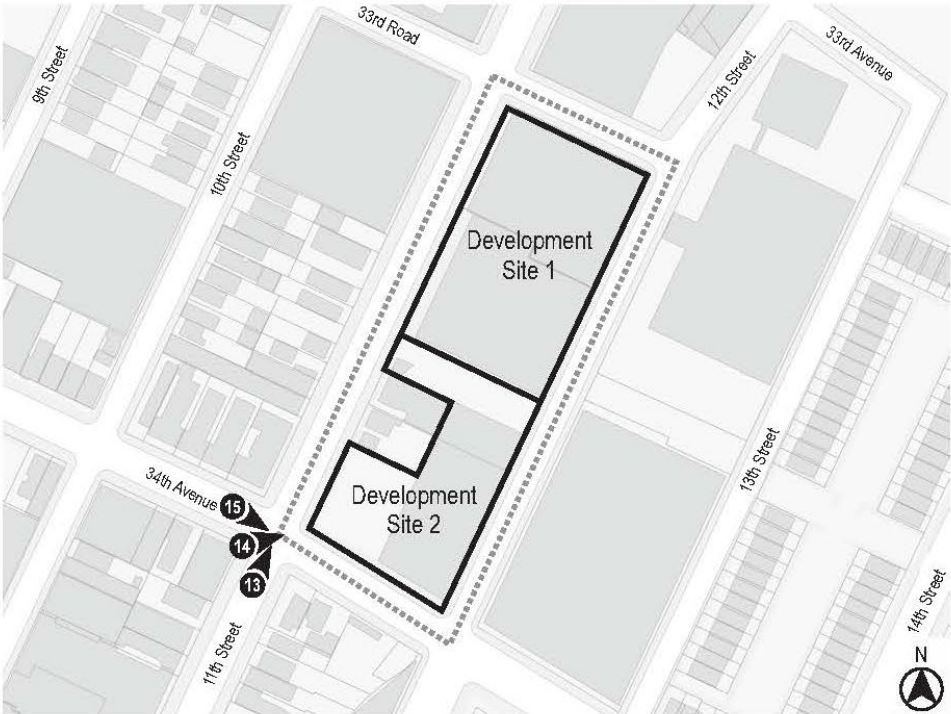 33rd Road
33rd Avenue
12th Street
9th Street
10th Street
Development
Site 1
13th Street
34th Avenue
15
14
13
Development
Site 2
14th Street
11th Street
N